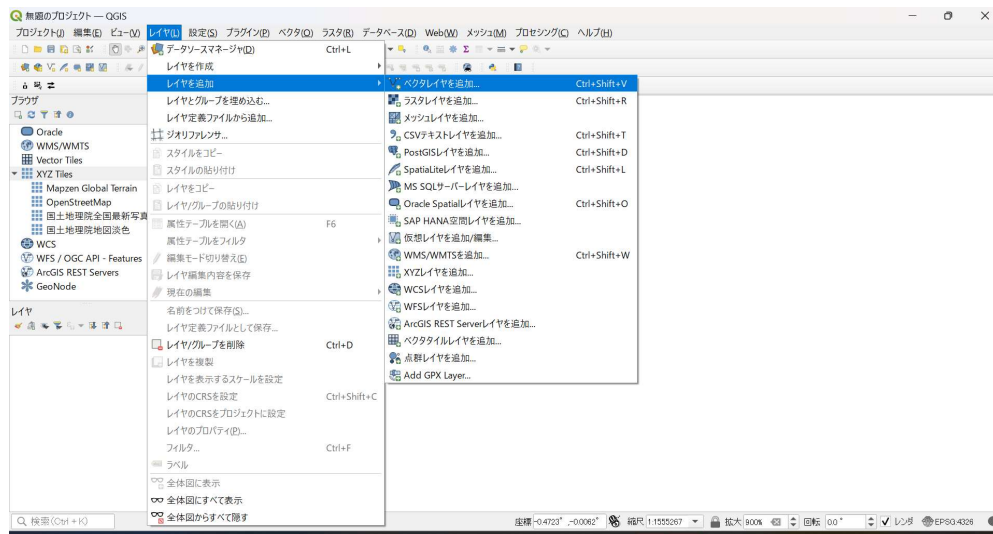 無題のプロジェクト — QGIS
プロジェクト(J) 編集(E) ビュー(V) レイヤ(L) 設定(S) プラグイン(P) ベクタ(O) ラスタ(R) データベース(D) Web(W) メッシュ(M) プロセシング(C) ヘルプ(H)
データソースマネージャ(D) Ctrl+L
レイヤを作成
レイヤを追加
レイヤとグループを埋め込む...
レイヤ定義ファイルから追加...
ジオリファレンサ...
スタイルをコピー
スタイルの貼り付け
レイヤをコピー
レイヤ/グループの貼り付け
属性テーブルを開く(A) F6
属性テーブルをフィルタ
編集モード切り替え(E)
レイヤ編集内容を保存
現在の編集
名前をつけて保存(S)...
レイヤ定義ファイルとして保存...
レイヤ/グループを削除 Ctrl+D
レイヤを複製
レイヤを表示するスケールを設定
レイヤのCRSを設定 Ctrl+Shift+C
レイヤのCRSをプロジェクトに設定
レイヤのプロパティ(P)...
フィルタ... Ctrl+F
ラベル
全体図に表示
全体図にすべて表示
全体図からすべて隠す
ベクタレイヤを追加... Ctrl+Shift+V
ラスタレイヤを追加... Ctrl+Shift+R
メッシュレイヤを追加...
CSVテキストレイヤを追加... Ctrl+Shift+T
PostGISレイヤを追加... Ctrl+Shift+D
SpatiaLiteレイヤを追加... Ctrl+Shift+L
MS SQLサーバーレイヤを追加...
Oracle Spatialレイヤを追加... Ctrl+Shift+O
SAP HANA空間レイヤを追加...
仮想レイヤを追加/編集...
WMS/WMTSを追加... Ctrl+Shift+W
XYZレイヤを追加...
WCSレイヤを追加...
WFSレイヤを追加...
ArcGIS REST Serverレイヤを追加...
ベクタタイルレイヤを追加...
点群レイヤを追加...
Add GPX Layer...
ブラウザ
Oracle
WMS/WMTS
Vector Tiles
XYZ Tiles
Mapzen Global Terrain
OpenStreetMap
国土地理院全国最新写真
国土地理院地図淡色
WCS
WFS / OGC API - Features
ArcGIS REST Servers
GeoNode
レイヤ
検索(Ctrl + K)
座標 -0.4723°,-0.0062° 縮尺 1:1555267 拡大 900% 回転 0.0° レンダ EPSG:4326